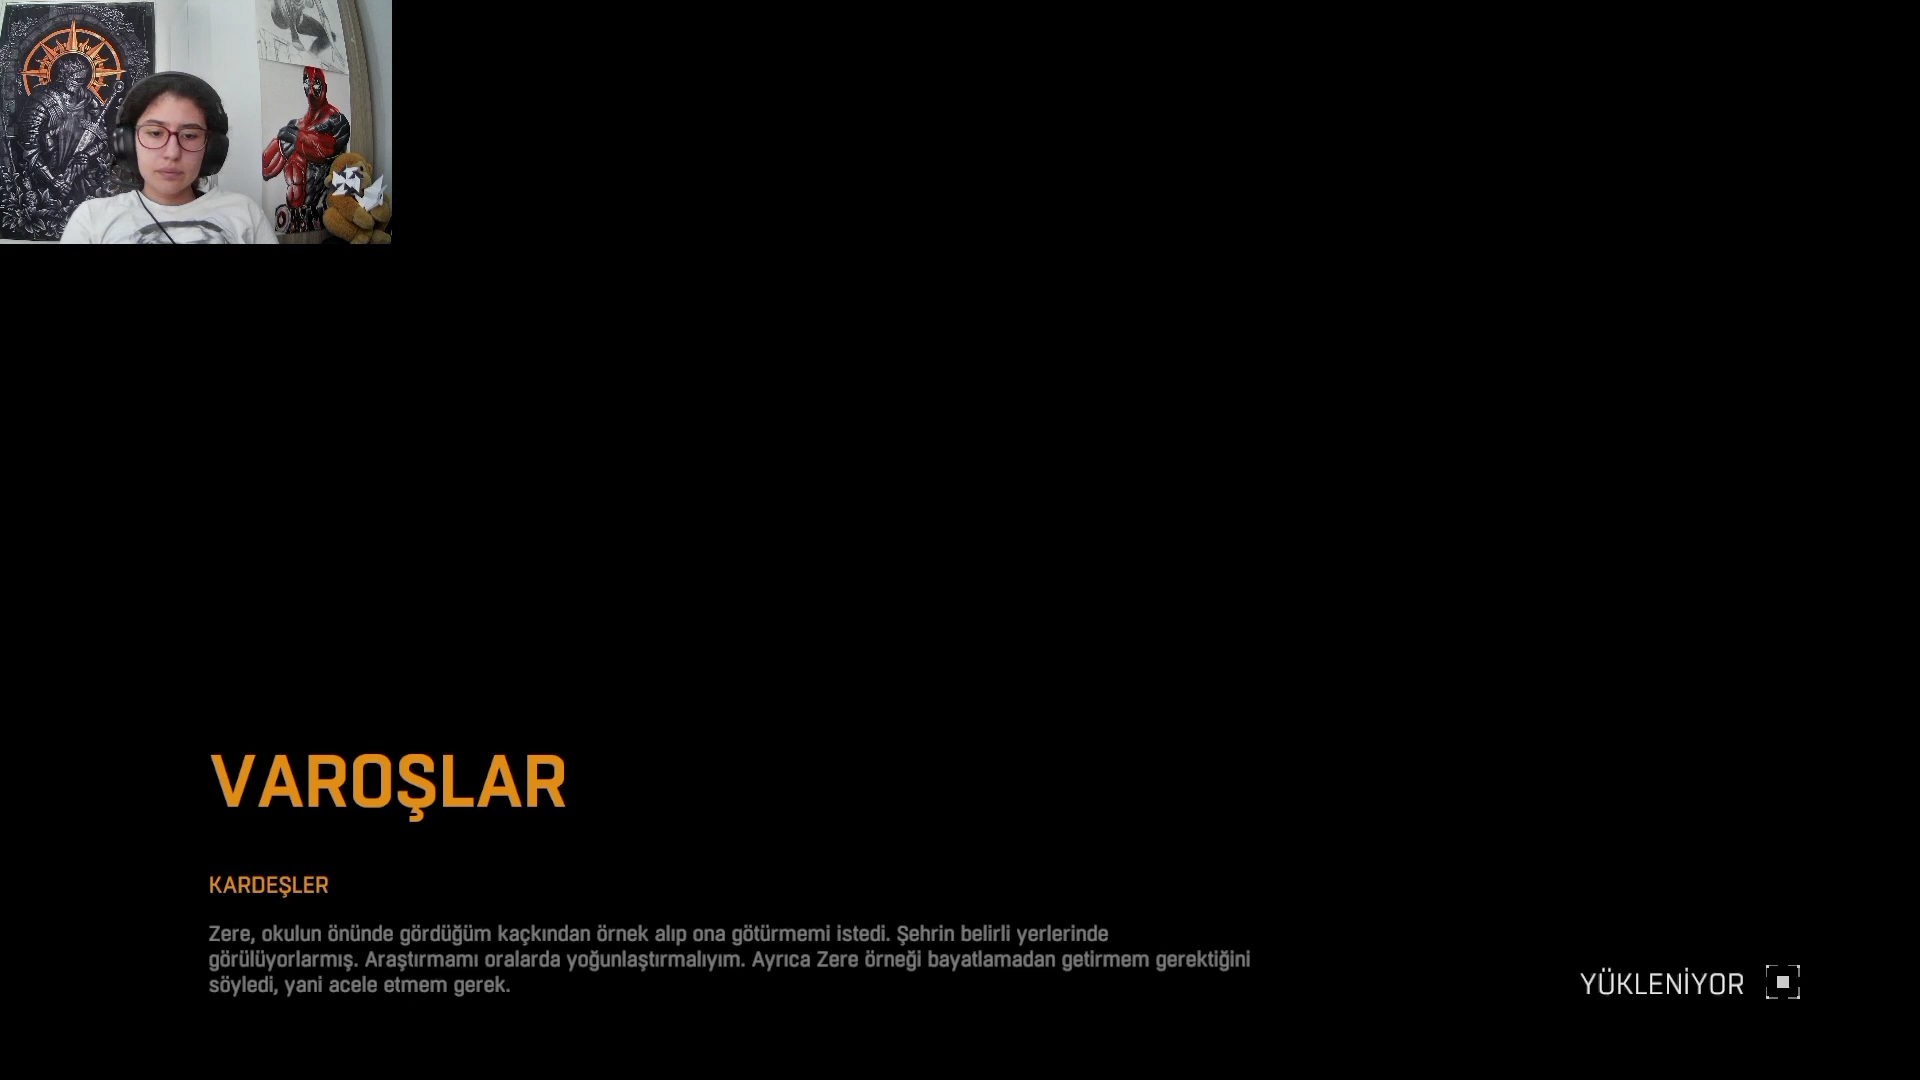 VAROŞLAR
KARDEŞLER
Zere, okulun önünde gördüğüm kaçkından örnek alıp ona götürmemi istedi. Şehrin belirli yerlerinde
görülüyorlarmış. Araştırmamı oralarda yoğunlaştırmalıyım. Ayrıca Zere örneği bayatlamadan getirmem gerektiğini
söyledi, yani acele etmem gerek.
YÜKLENİYOR